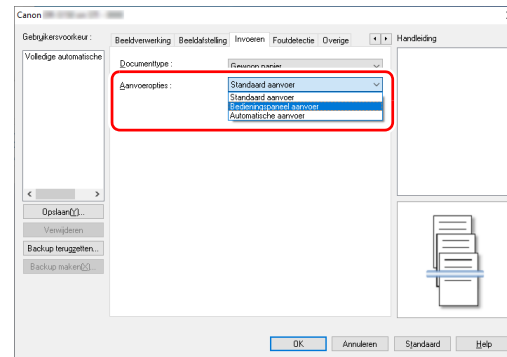 Canon
Gebruikersvoorkeur :
Volledige automatische
Opslaan(Y)...
Verwijderen
Backup terugzetten...
Backup maken(X)...
Beeldverwerking Beeldafstelling Invoeren Foutdetectie Overige
Documenttype :
Gewoon papier
Aanvoeropties :
Standaard aanvoer
Standaard aanvoer
Bedieningspaneel aanvoer
Automatische aanvoer
Handleiding
OK Annuleren Standaard Help